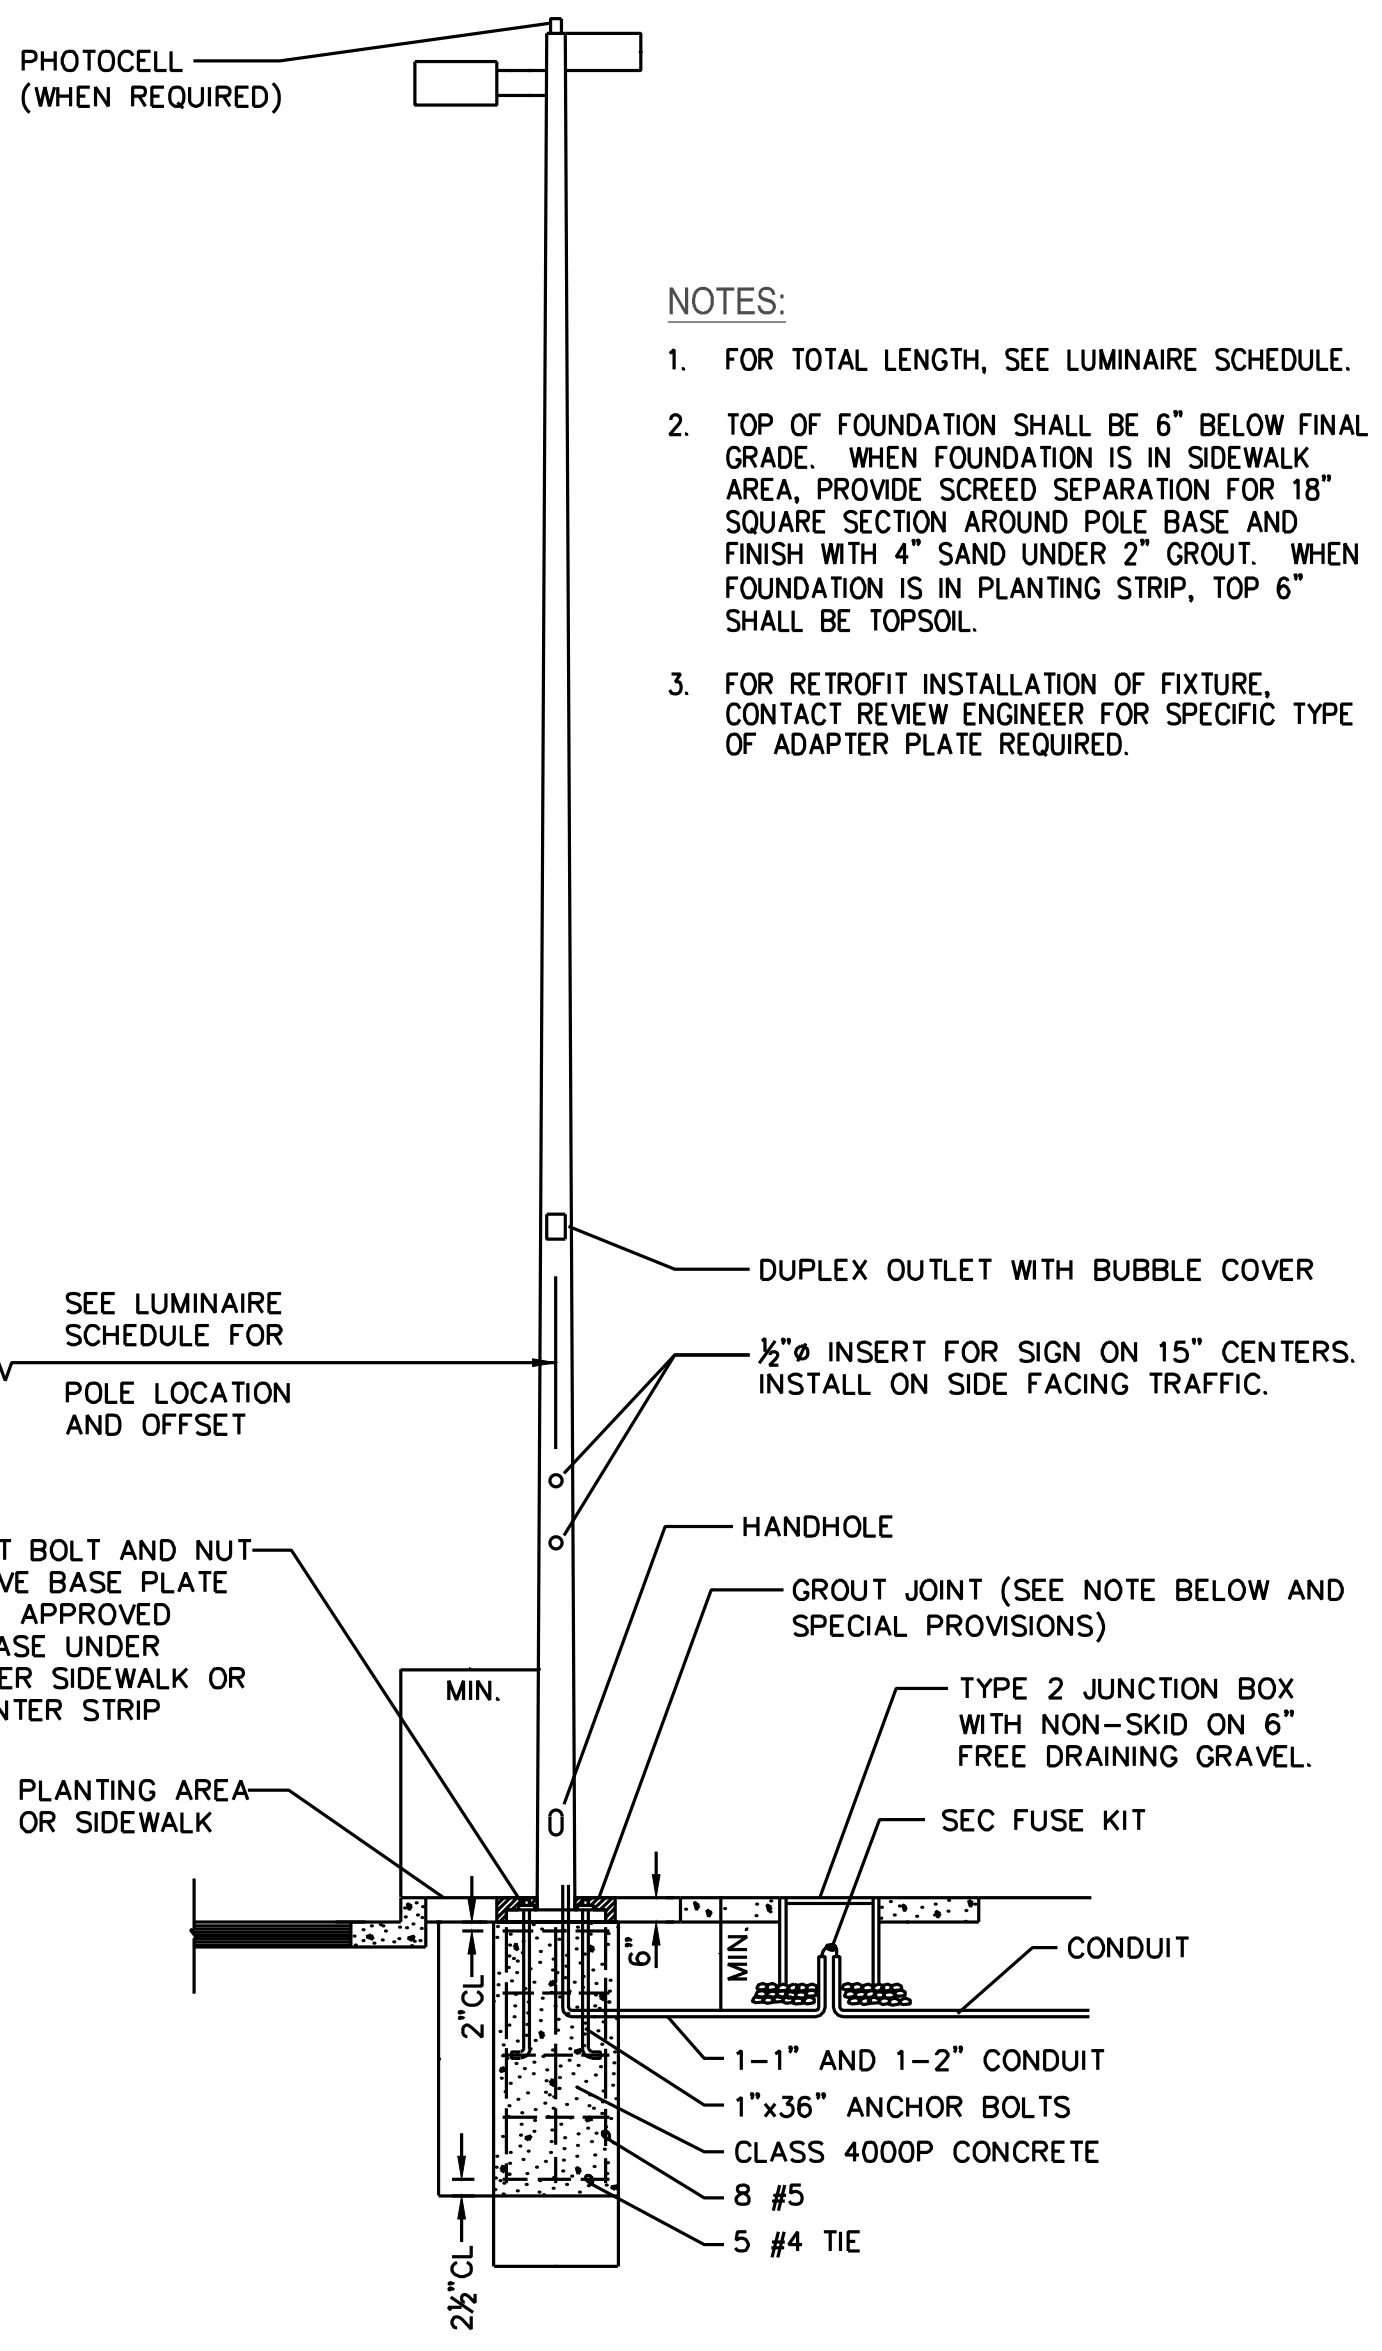 PHOTOCELL
(WHEN REQUIRED)
NOTES:
1. FOR TOTAL LENGTH, SEE LUMINAIRE SCHEDULE.
2. TOP OF FOUNDATION SHALL BE 6" BELOW FINAL
GRADE. WHEN FOUNDATION IS IN SIDEWALK
AREA, PROVIDE SCREED SEPARATION FOR 18"
SQUARE SECTION AROUND POLE BASE AND
FINISH WITH 4" SAND UNDER 2" GROUT. WHEN
FOUNDATION IS IN PLANTING STRIP, TOP 6"
SHALL BE TOPSOIL.
3. FOR RETROFIT INSTALLATION OF FIXTURE,
CONTACT REVIEW ENGINEER FOR SPECIFIC TYPE
OF ADAPTER PLATE REQUIRED.
DUPLEX OUTLET WITH BUBBLE COVER
SEE LUMINAIRE
SCHEDULE FOR
POLE LOCATION
AND OFFSET
½"ø INSERT FOR SIGN ON 15" CENTERS.
INSTALL ON SIDE FACING TRAFFIC.
HANDHOLE
BOLT AND NUT
BASE PLATE
APPROVED
UNDER
SIDEWALK OR
STRIP
GROUT JOINT (SEE NOTE BELOW AND
SPECIAL PROVISIONS)
MIN.
TYPE 2 JUNCTION BOX
WITH NON-SKID ON 6"
FREE DRAINING GRAVEL.
PLANTING AREA
OR SIDEWALK
SEC FUSE KIT
6"
MIN.
CONDUIT
2"CL
1-1" AND 1-2" CONDUIT
1"x36" ANCHOR BOLTS
CLASS 4000P CONCRETE
8 #5
5 #4 TIE
2½"CL